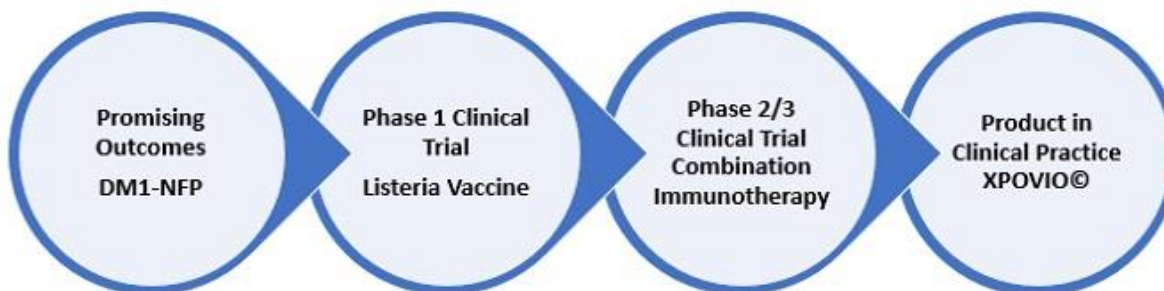 Promising
Outcomes
DM1-NFP
Phase 1 Clinical
Trial
Listeria Vaccine
Phase 2/3
Clinical Trial
Combination
Immunotherapy
Product in
Clinical Practice
XPOVIO©